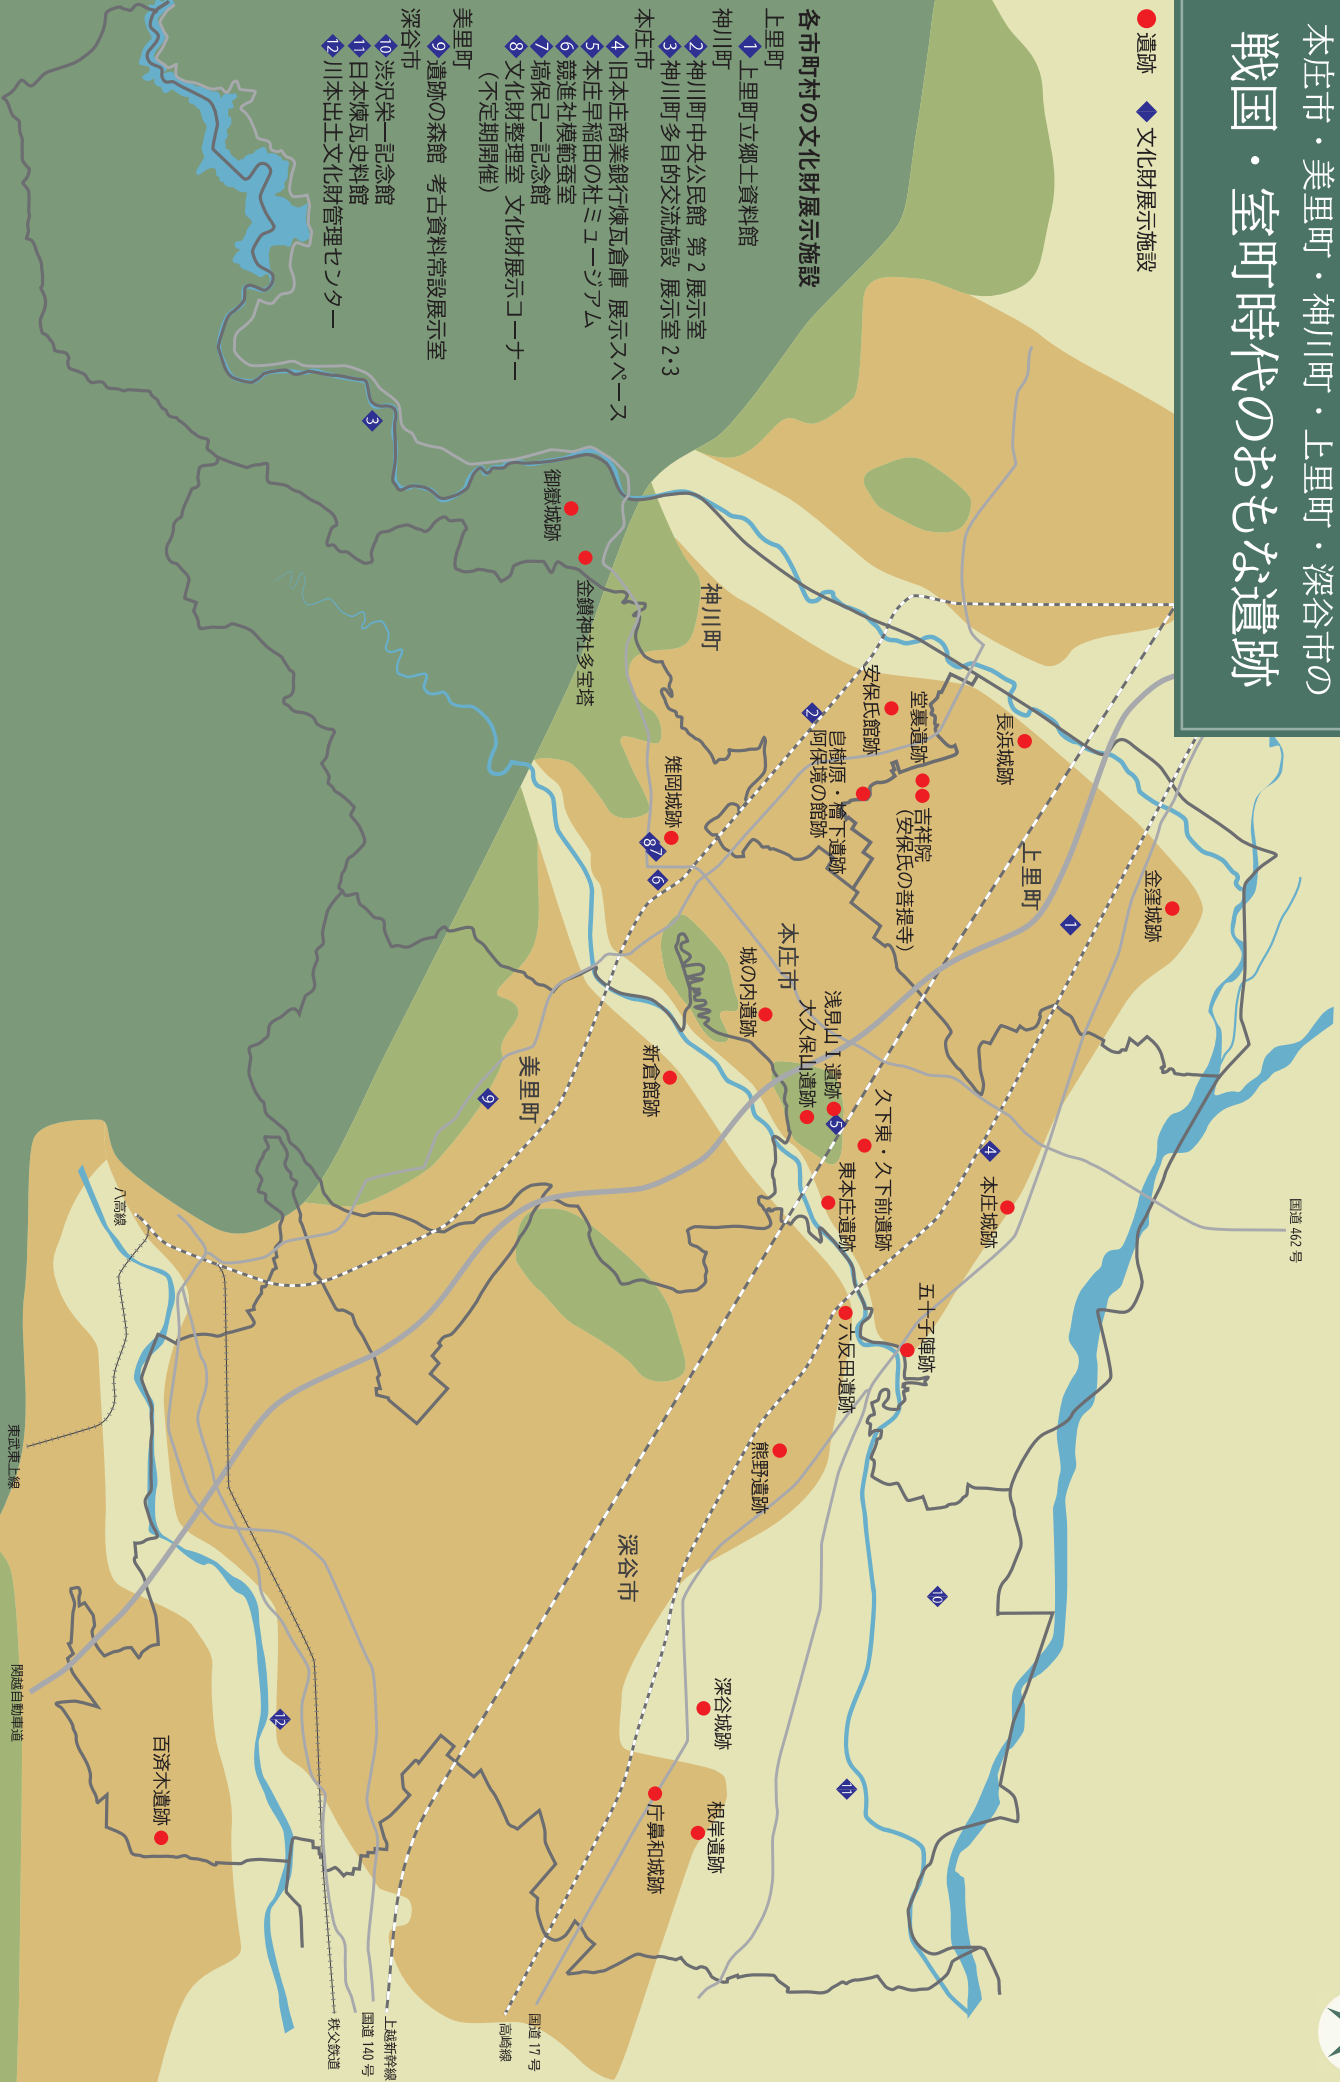 本庄市・美里町・神川町・上里町・深谷市の
戦国・室町時代のおもな遺跡
遺跡
文化財展示施設
各市町村の文化財展示施設
上里町
1 上里町立郷土資料館
神川町
2 神川町中央公民館 第2展示室
3 神川町多目的交流施設 展示室2・3
本庄市
4 旧本庄商業銀行煉瓦倉庫 展示スペース
5 本庄早稲田の杜ミュージアム
6 競進社模範蚕室
7 塙保己一記念館
8 文化財整理室 文化財展示コーナー
（不定期開催）
美里町
9 遺跡の森館 考古資料常設展示室
深谷市
10 渋沢栄一記念館
11 日本煉瓦史料館
12 川本出土文化財管理センター
3
御嶽城跡
金鑚神社多宝塔
神川町
安保氏館跡
堂裏遺跡
長浜城跡
2
皀樹原・檜下遺跡
阿保境の館跡
吉祥院
（安保氏の菩提寺）
雉岡城跡
8
7
6
上里町
金窪城跡
1
本庄市
城の内遺跡
浅見山Ⅰ遺跡
大久保山遺跡
5
新倉館跡
美里町
9
久下東・久下前遺跡
東本庄遺跡
4
本庄城跡
国道462号
八高線
五十子陣跡
六反田遺跡
熊野遺跡
東武東上線
深谷市
10
関越自動車道
12
百済木遺跡
深谷城跡
11
庁鼻和城跡
根岸遺跡
秩父鉄道
国道140号
上越新幹線
高崎線
国道17号